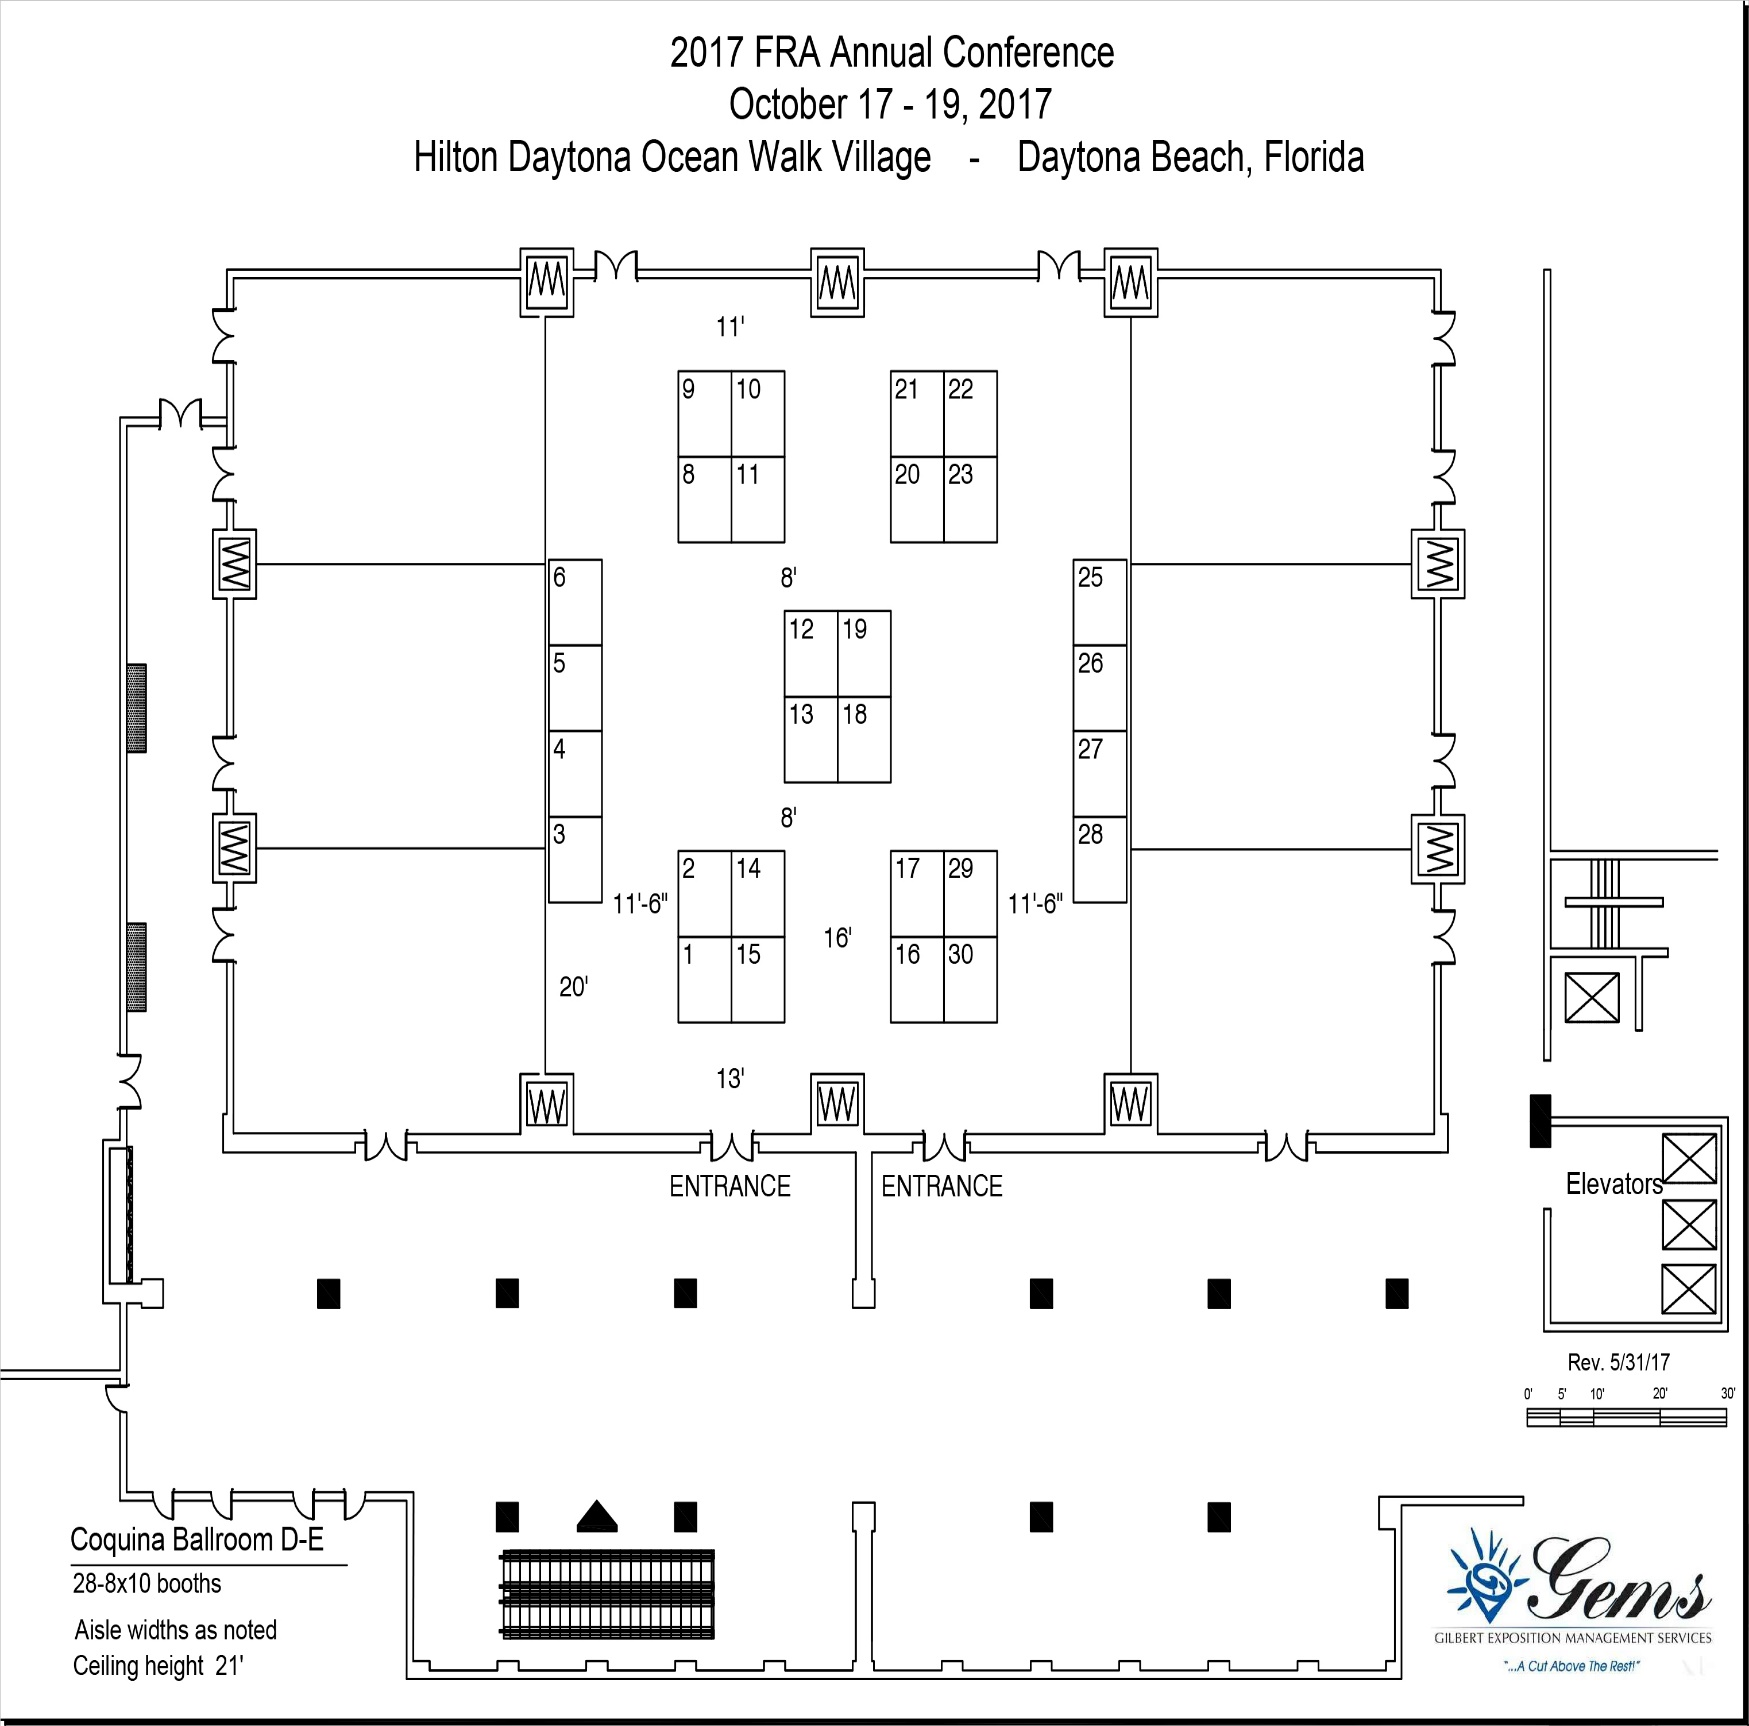 2017 FRA Annual Conference
October 17 - 19, 2017
Hilton Daytona Ocean Walk Village - Daytona Beach, Florida
11'
9 10 21 22
8 11 20 23
6 8' 25
12 19
5 26
13 18
4 27
8'
3 28
2 14 17 29
11'-6" 11'-6"
16'
1 15 16 30
20'
13'
ENTRANCE ENTRANCE
Elevators
Rev. 5/31/17
0' 5' 10' 20' 30'
Coquina Ballroom D-E
28-8x10 booths
Aisle widths as noted
Ceiling height 21'
Gems
GILBERT EXPOSITION MANAGEMENT SERVICES
"...A Cut Above The Rest!"